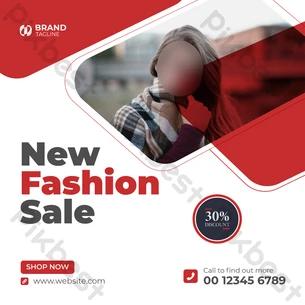 BRAND
TAGLINE
New
Fashion
Sale
30%
DISCOUNT
SHOP NOW
www.website.com
Call to find out more
00 12345 6789
pikbest